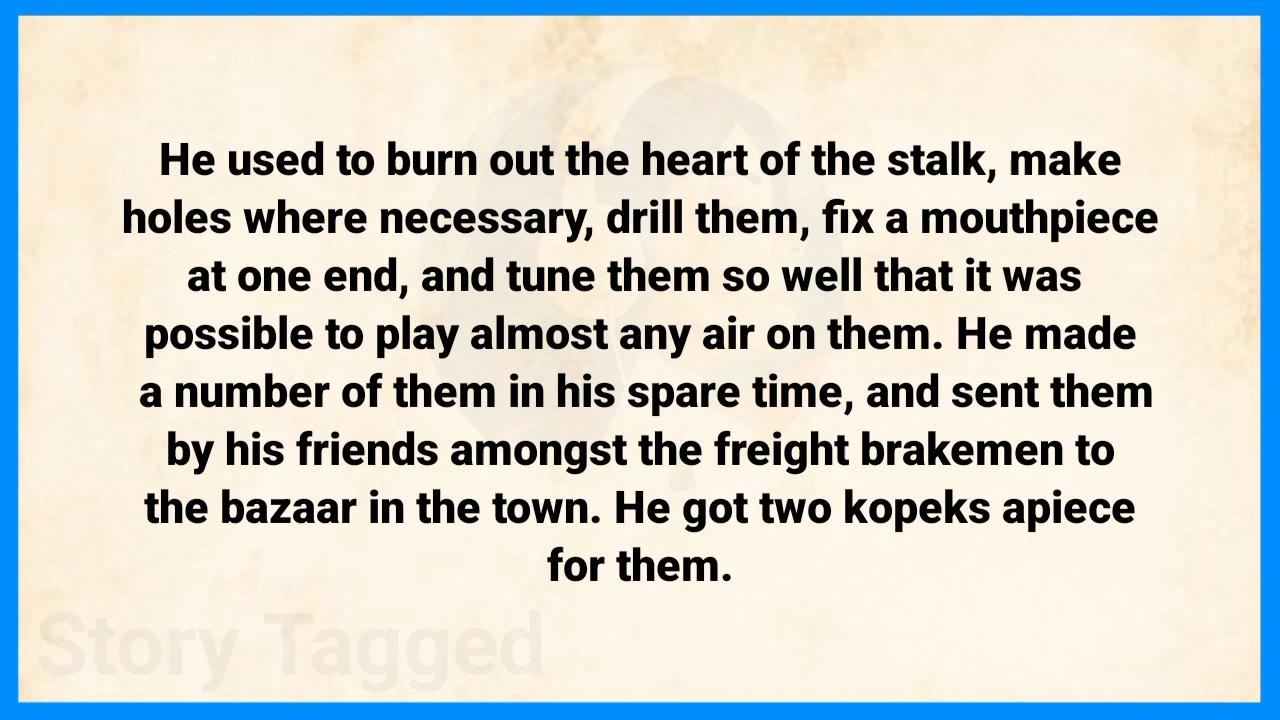 He used to burn out the heart of the stalk, make
holes where necessary, drill them, fix a mouthpiece
at one end, and tune them so well that it was
possible to play almost any air on them. He made
a number of them in his spare time, and sent them
by his friends amongst the freight brakemen to
the bazaar in the town. He got two kopeks apiece
for them.
Story Tagged